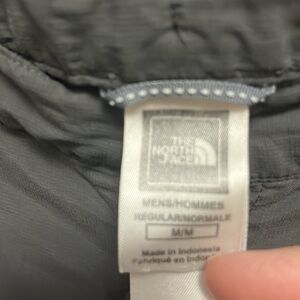 THE
NORTH
FACE
MENS/HOMMES
REGULAR/NORMALE
M/M
Made in Indonesia
Fabriqué en